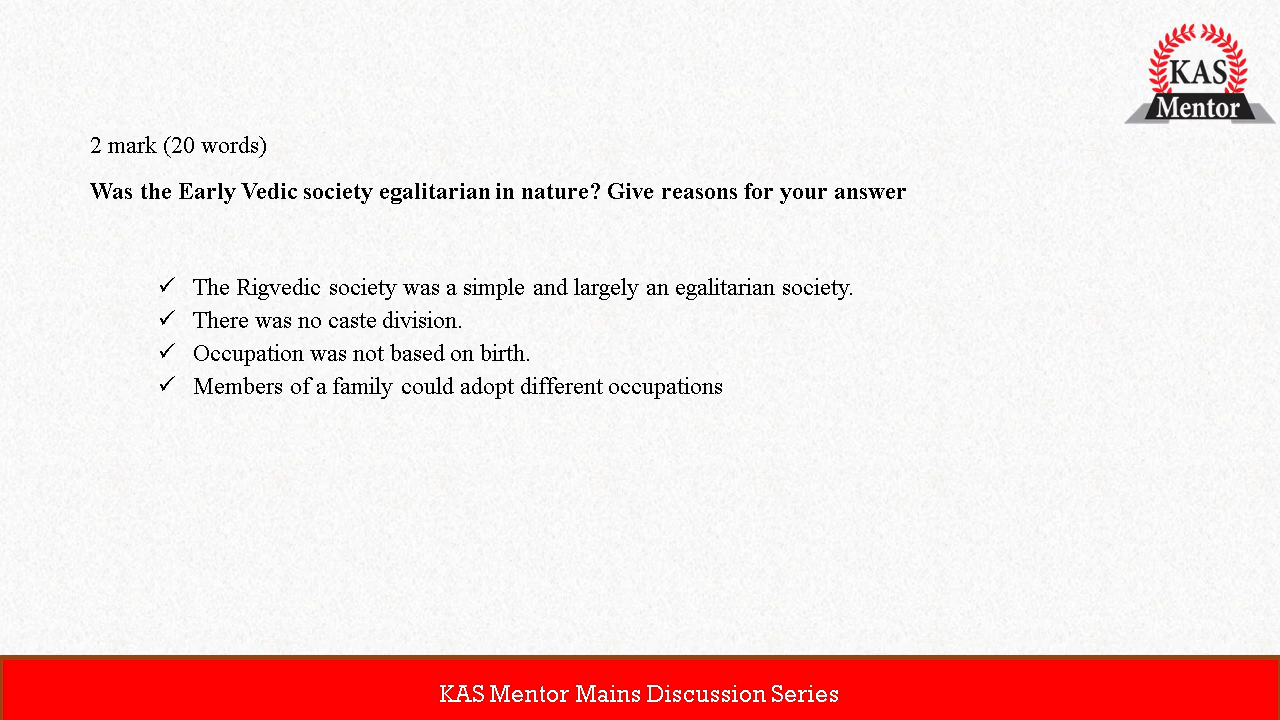 KAS
Mentor
2 mark (20 words)
Was the Early Vedic society egalitarian in nature? Give reasons for your answer
✓ The Rigvedic society was a simple and largely an egalitarian society.
✓ There was no caste division.
✓ Occupation was not based on birth.
✓ Members of a family could adopt different occupations
KAS Mentor Mains Discussion Series